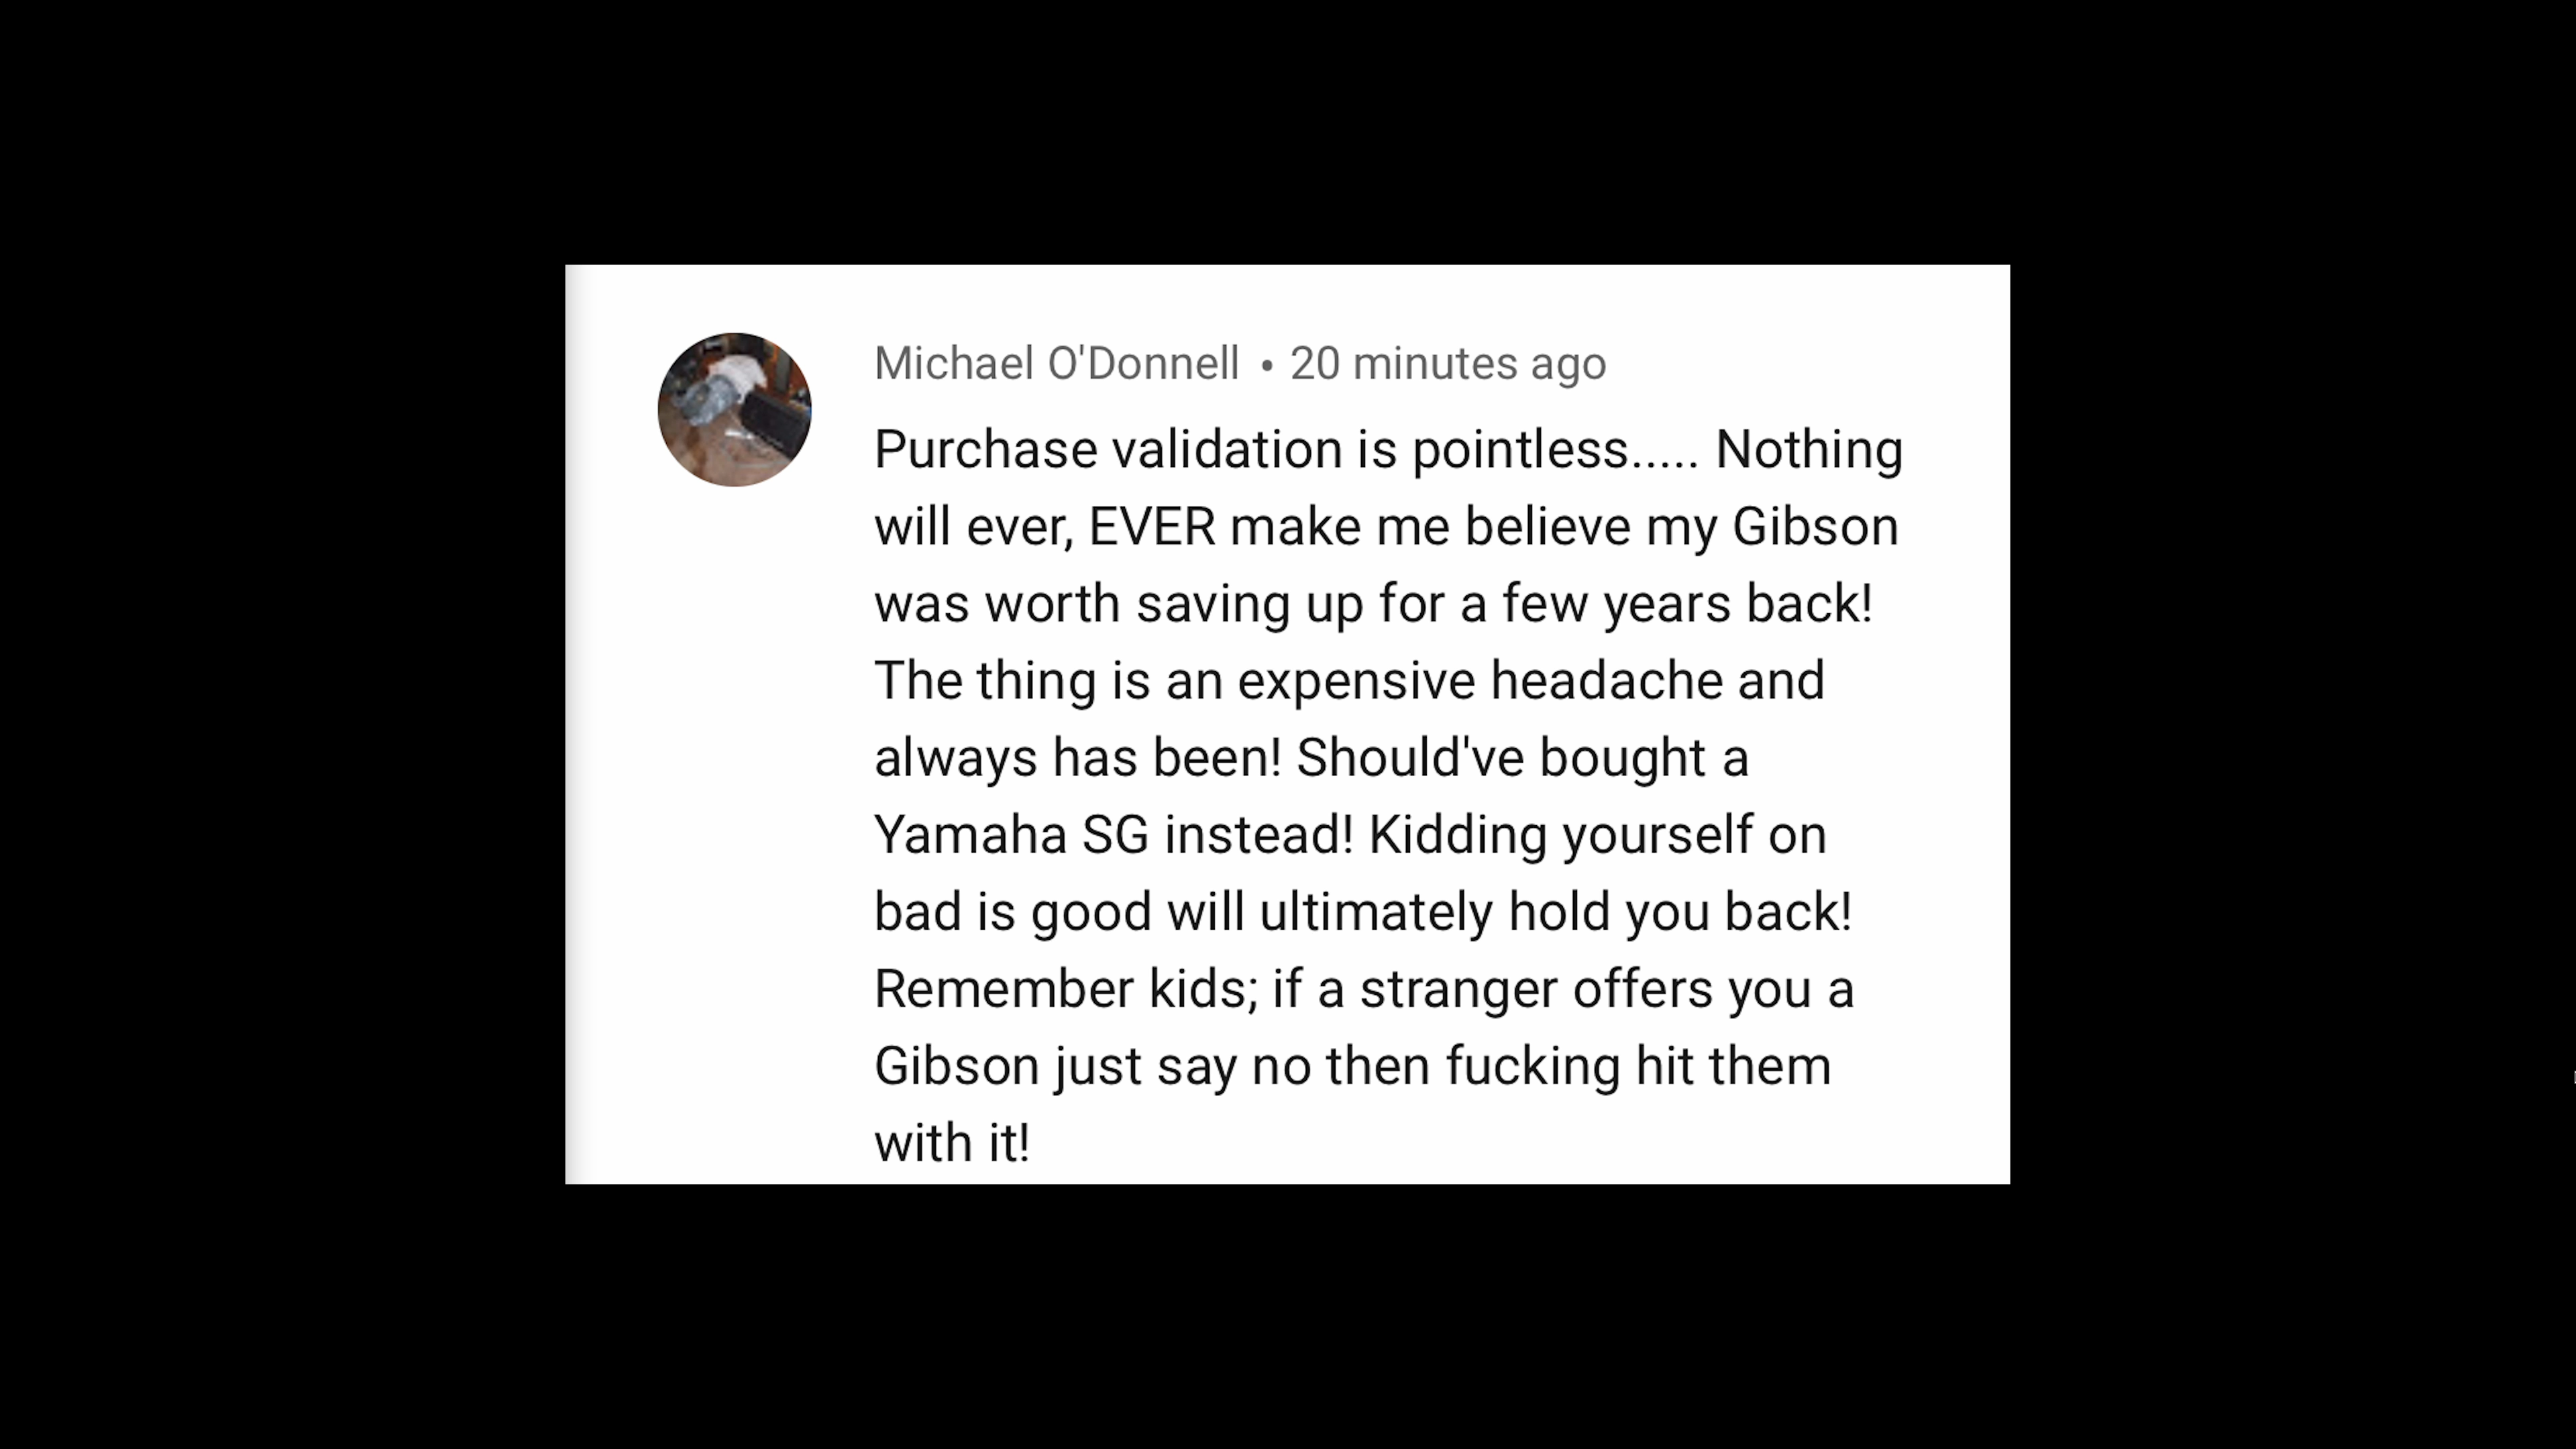 Michael O'Donnell • 20 minutes ago
Purchase validation is pointless..... Nothing
will ever, EVER make me believe my Gibson
was worth saving up for a few years back!
The thing is an expensive headache and
always has been! Should've bought a
Yamaha SG instead! Kidding yourself on
bad is good will ultimately hold you back!
Remember kids; if a stranger offers you a
Gibson just say no then fucking hit them
with it!